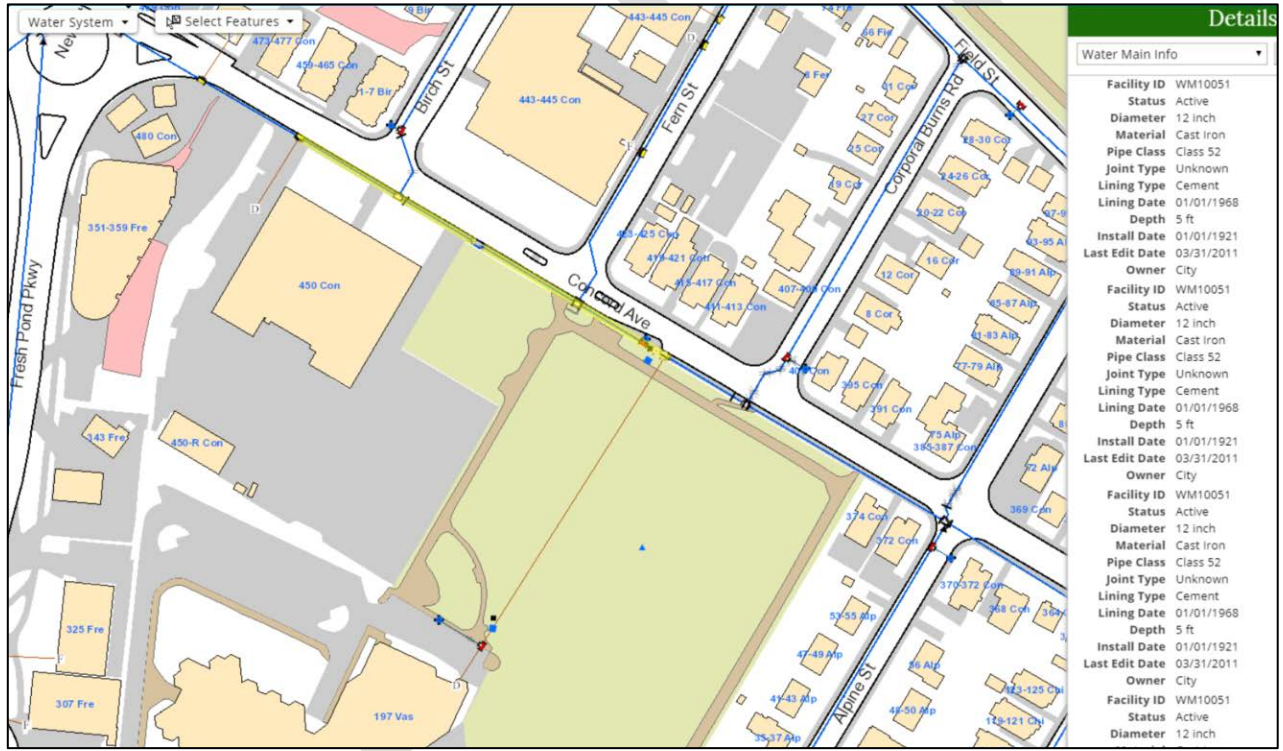 Water System
Select Features
Details
Water Main Info
Facility ID WM10051
Status Active
Diameter 12 inch
Material Cast Iron
Pipe Class Class 52
Joint Type Unknown
Lining Type Cement
Lining Date 01/01/1968
Depth 5 ft
Install Date 01/01/1921
Last Edit Date 03/31/2011
Owner City
Facility ID WM10051
Status Active
Diameter 12 inch
Material Cast Iron
Pipe Class Class 52
Joint Type Unknown
Lining Type Cement
Lining Date 01/01/1968
Depth 5 ft
Install Date 01/01/1921
Last Edit Date 03/31/2011
Owner City
Facility ID WM10051
Status Active
Diameter 12 inch
Material Cast Iron
Pipe Class Class 52
Joint Type Unknown
Lining Type Cement
Lining Date 01/01/1968
Depth 5 ft
Install Date 01/01/1921
Last Edit Date 03/31/2011
Owner City
Facility ID WM10051
Status Active
Diameter 12 inch
443-445 Con
473-477 Con
459-465 Con
1-7 Bir
Birch St
443-445 Con
Fern St
Field St
Corporal Burns Rd
27 Cor
25 Cor
19 Cor
28-30 Cor
24-26 Cor
20-22 Cor
16 Cor
12 Cor
8 Cor
480 Con
351-359 Fre
Fresh Pond Pkwy
450 Con
Concord Ave
419-421 Con
415-417 Con
411-413 Con
89-91 Alp
85-87 Alp
81-83 Alp
77-79 Alp
395 Con
391 Con
75 Alp
385-387 Con
343 Fre
450-R Con
374 Con
372 Con
369 Con
370-372 Con
368 Con
53-55 Alp
47-49 Alp
41-43 Alp
35-37 Alp
Alpine St
56 Alp
48-50 Alp
119-121 Chi
325 Fre
307 Fre
197 Vas
D
D
D